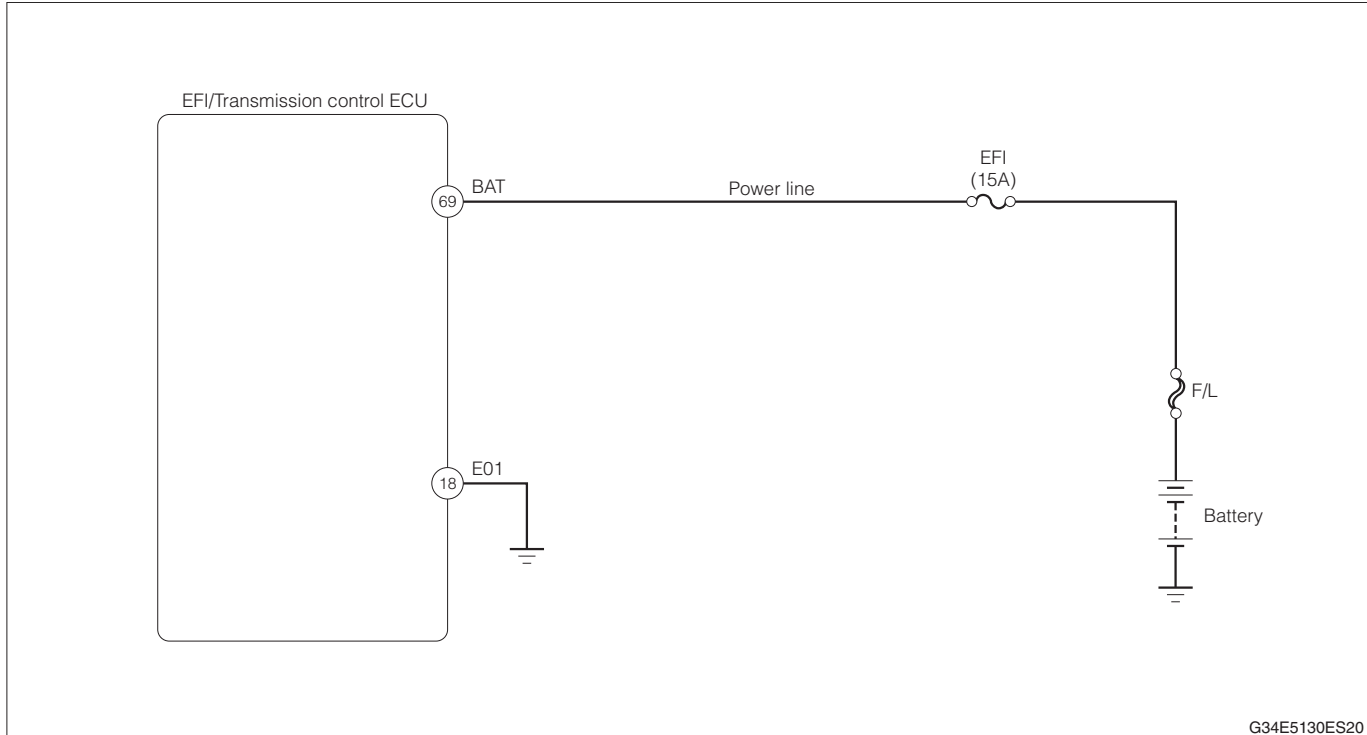 EFI/Transmission control ECU
EFI
(15A)
69 BAT
Power line
F/L
18 E01
Battery
G34E5130ES20